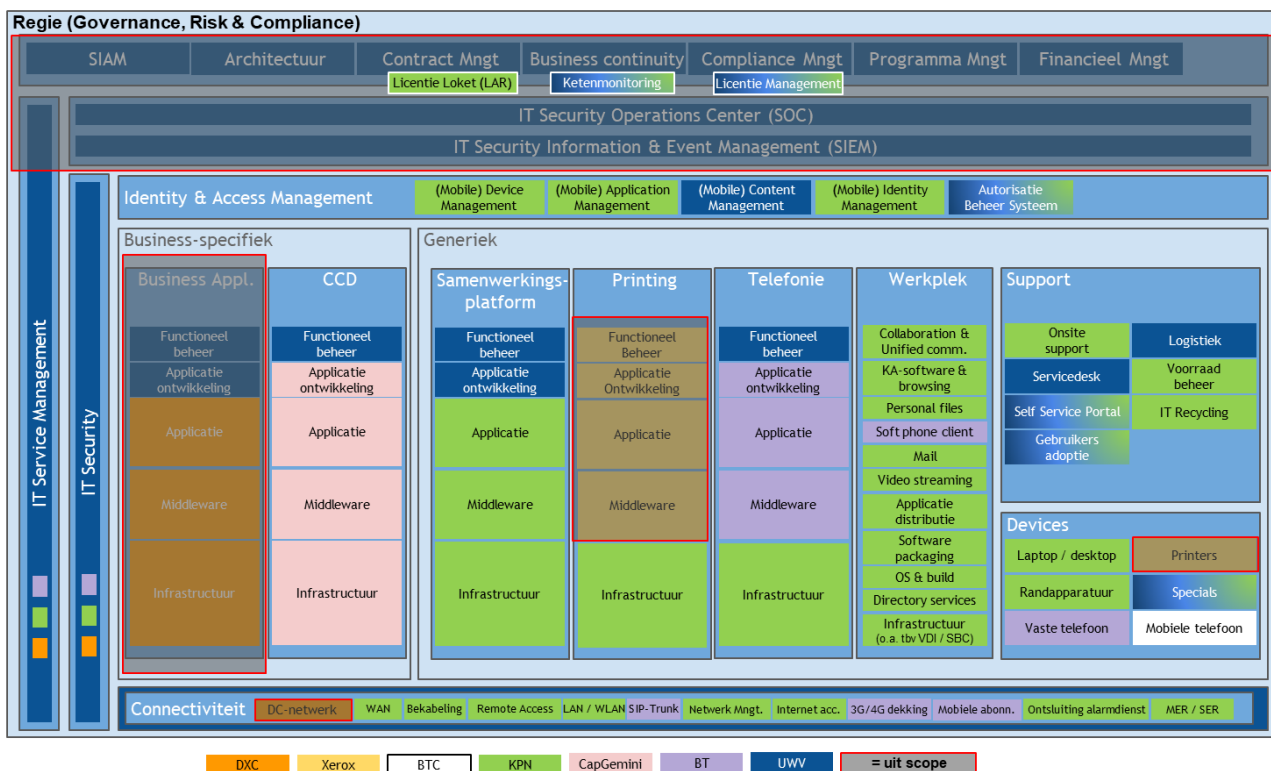 Regie (Governance, Risk & Compliance)
SIAM
Architectuur
Contract Mngt
Business continuity
Compliance Mngt
Programma Mngt
Financieel Mngt
Licentie Loket (LAR)
Ketenmonitoring
Licentie Management
IT Security Operations Center (SOC)
IT Security Information & Event Management (SIEM)
IT Service Management
IT Security
Identity & Access Management
(Mobile) Device
Management
(Mobile) Application
Management
(Mobile) Content
Management
(Mobile) Identity
Management
Autorisatie
Beheer Systeem
Business-specifiek
Business Appl.
Functioneel
beheer
Applicatie
ontwikkeling
Applicatie
Middleware
Infrastructuur
CCD
Functioneel
beheer
Applicatie
ontwikkeling
Applicatie
Middleware
Infrastructuur
Generiek
Samenwerkings-
platform
Functioneel
beheer
Applicatie
ontwikkeling
Applicatie
Middleware
Infrastructuur
Printing
Functioneel
Beheer
Applicatie
Ontwikkeling
Applicatie
Middleware
Infrastructuur
Telefonie
Functioneel
beheer
Applicatie
ontwikkeling
Applicatie
Middleware
Infrastructuur
Werkplek
Collaboration &
Unified comm.
KA-software &
browsing
Personal files
Soft phone client
Mail
Video streaming
Applicatie
distributie
Software
packaging
OS & build
Directory services
Infrastructuur
(o.a. tbv VDI / SBC)
Support
Onsite
support
Logistiek
Servicedesk
Voorraad
beheer
Self Service Portal
IT Recycling
Gebruikers
adoptie
Devices
Laptop / desktop
Printers
Randapparatuur
Specials
Vaste telefoon
Mobiele telefoon
Connectiviteit
DC-netwerk
WAN
Bekabeling
Remote Access
LAN / WLAN
SIP-Trunk
Netwerk Mngt.
Internet acc.
3G/4G dekking
Mobiele abonn.
Ontsluiting alarmdienst
MER / SER
DXC
Xerox
BTC
KPN
CapGemini
BT
UWV
= uit scope